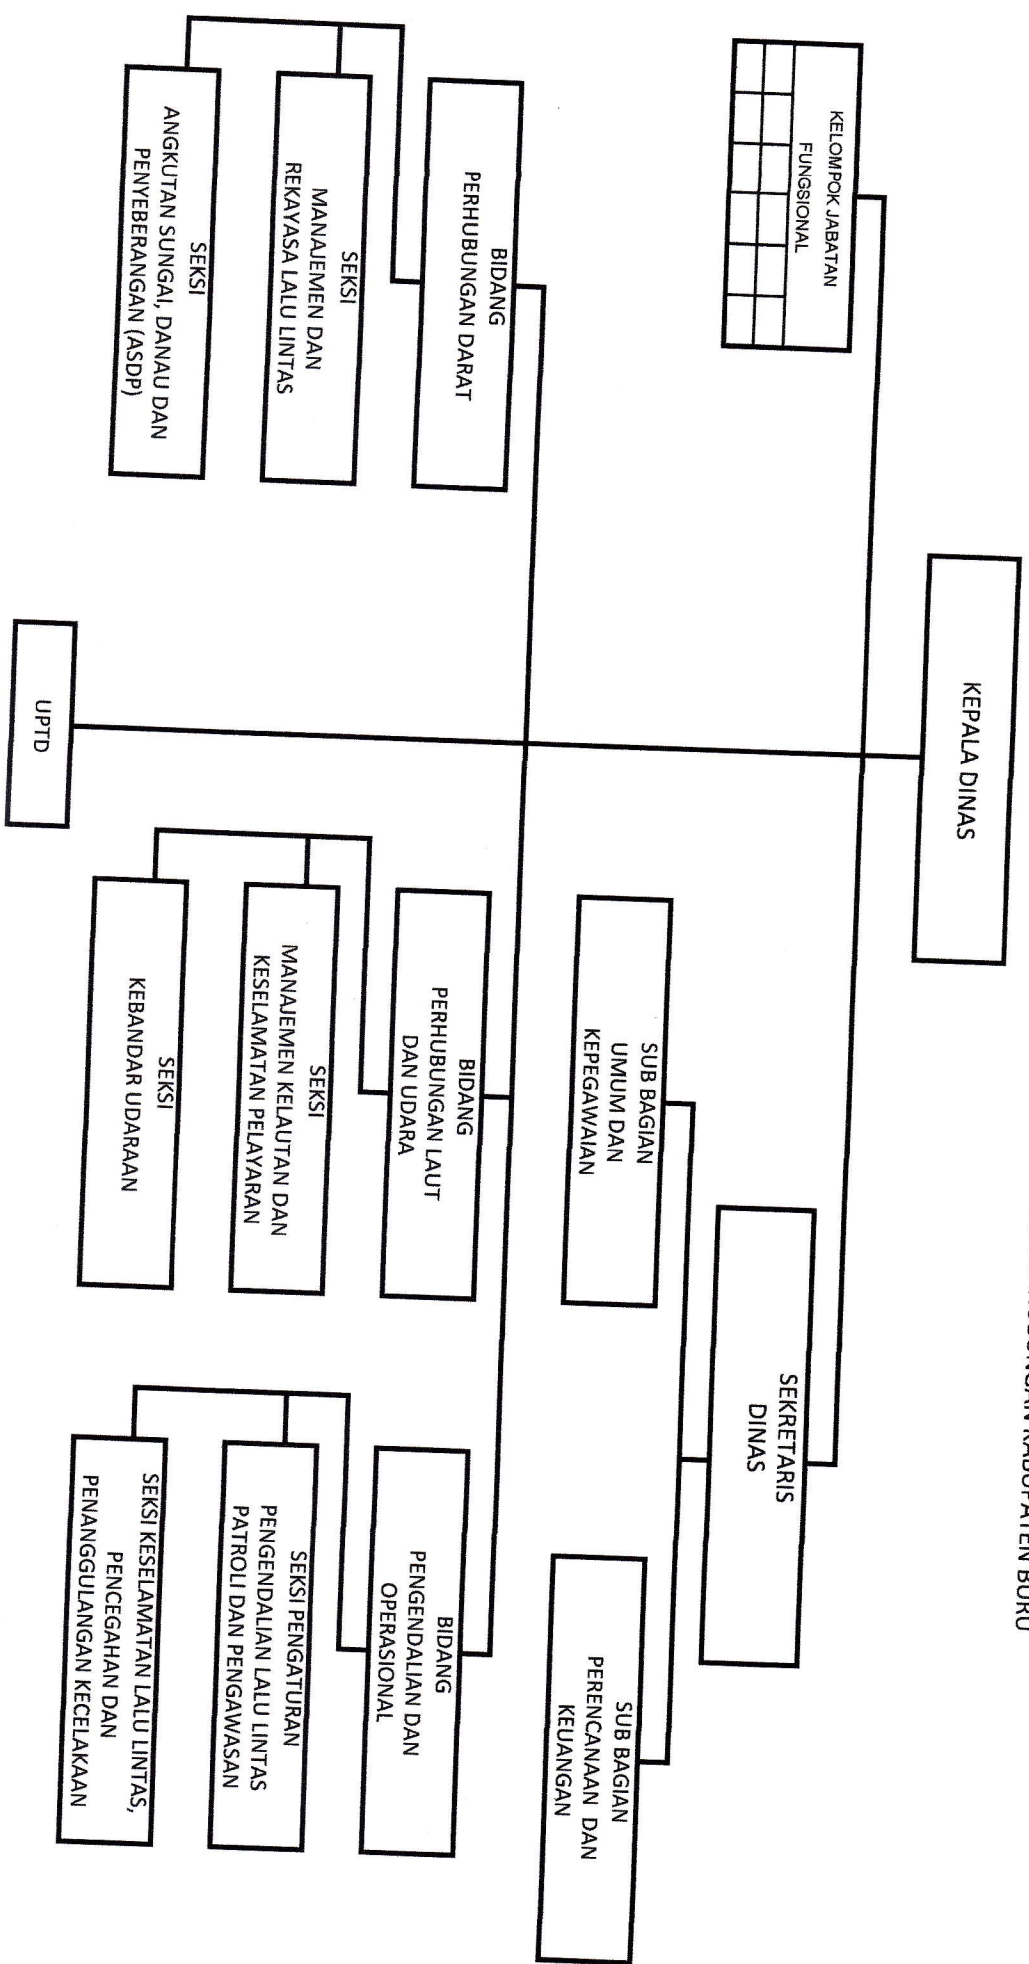 KABUPATEN BURU
KEPALA DINAS
KELOMPOK JABATAN
FUNGSIONAL
SEKRETARIS
DINAS
SUB BAGIAN
UMUM DAN
KEPEGAWAIAN
SUB BAGIAN
PERENCANAAN DAN
KEUANGAN
BIDANG
PERHUBUNGAN DARAT
BIDANG
PERHUBUNGAN LAUT
DAN UDARA
BIDANG
PENGENDALIAN DAN
OPERASIONAL
SEKSI
MANAJEMEN DAN
REKAYASA LALU LINTAS
SEKSI
MANAJEMEN KELAUTAN DAN
KESELAMATAN PELAYARAN
SEKSI PENGATURAN
PENGENDALIAN LALU LINTAS
PATROLI DAN PENGAWASAN
SEKSI
ANGKUTAN SUNGAI, DANAU DAN
PENYEBERANGAN (ASDP)
SEKSI
KEBANDAR UDARAAN
SEKSI KESELAMATAN LALU LINTAS,
PENCEGAHAN DAN
PENANGGULANGAN KECELAKAAN
UPTD